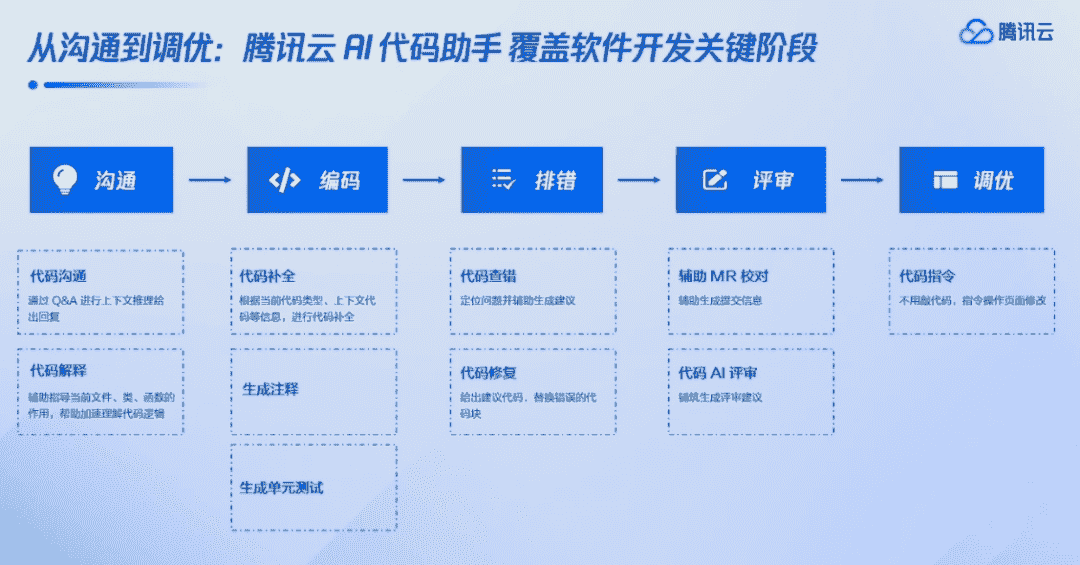 从沟通到调优：腾讯云 AI 代码助手 覆盖软件开发关键阶段
腾讯云
沟通
编码
排错
评审
调优
代码沟通
通过 Q&A 进行上下文推理给
出回复
代码解释
辅助指导当前文件、类、函数的
作用，帮助加速理解代码逻辑
代码补全
根据当前代码类型、上下文代
码等信息，进行代码补全
生成注释
生成单元测试
代码查错
定位问题并辅助生成建议
代码修复
给出建议代码，替换错误的代
码块
辅助 MR 校对
辅助生成提交信息
代码 AI 评审
辅筑生成评审建议
代码指令
不用敲代码，指令操作页面修改